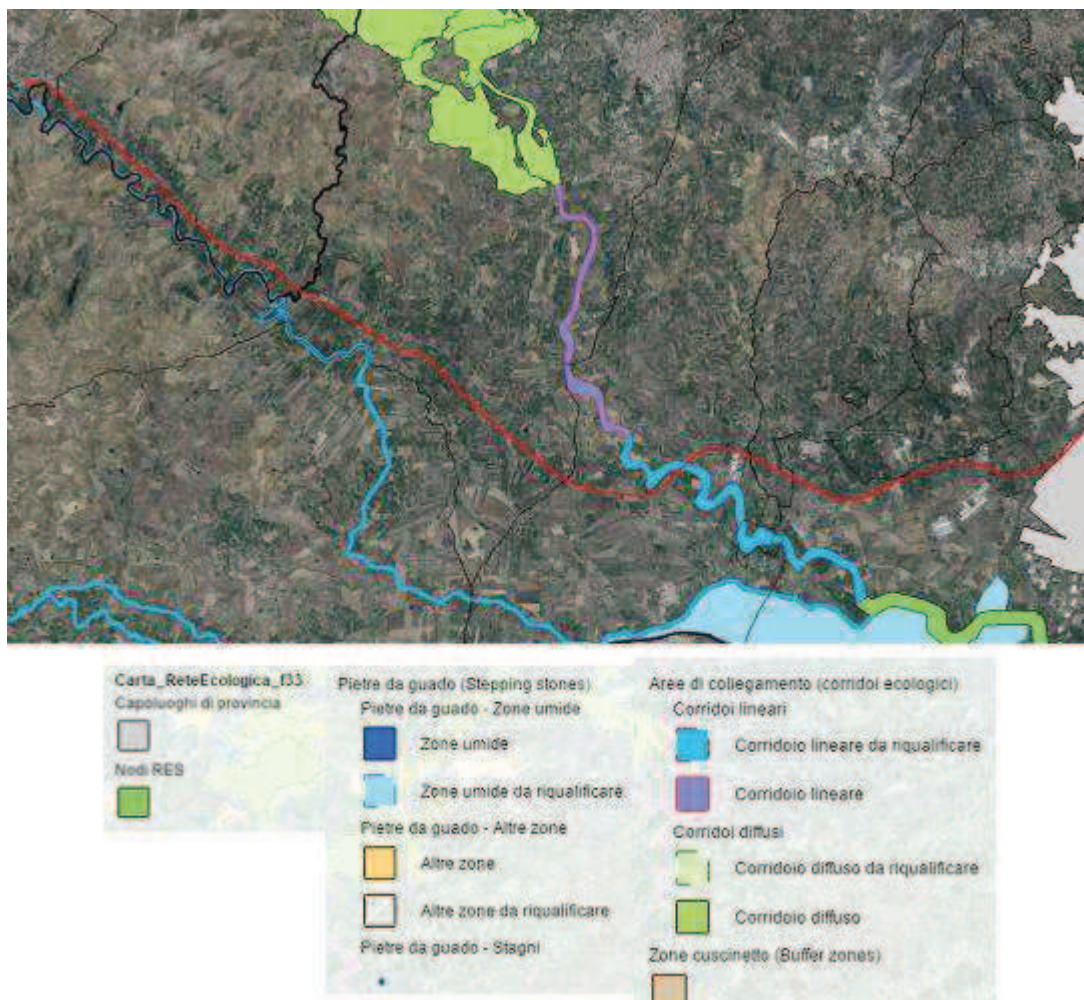 Carta_ReteEcologica_f33
Capoluoghi di provincia
Nodi RES
Pietre da guado (Stepping stones)
Pietre da guado - Zone umide
Zone umide
Zone umide da riqualificare
Pietre da guado - Altre zone
Altre zone
Altre zone da riqualificare
Pietre da guado - Stagni
Aree di collegamento (corridoi ecologici)
Corridoi lineari
Corridoio lineare da riqualificare
Corridoio lineare
Corridoi diffusi
Corridoio diffuso da riqualificare
Corridoio diffuso
Zone cuscinetto (Buffer zones)